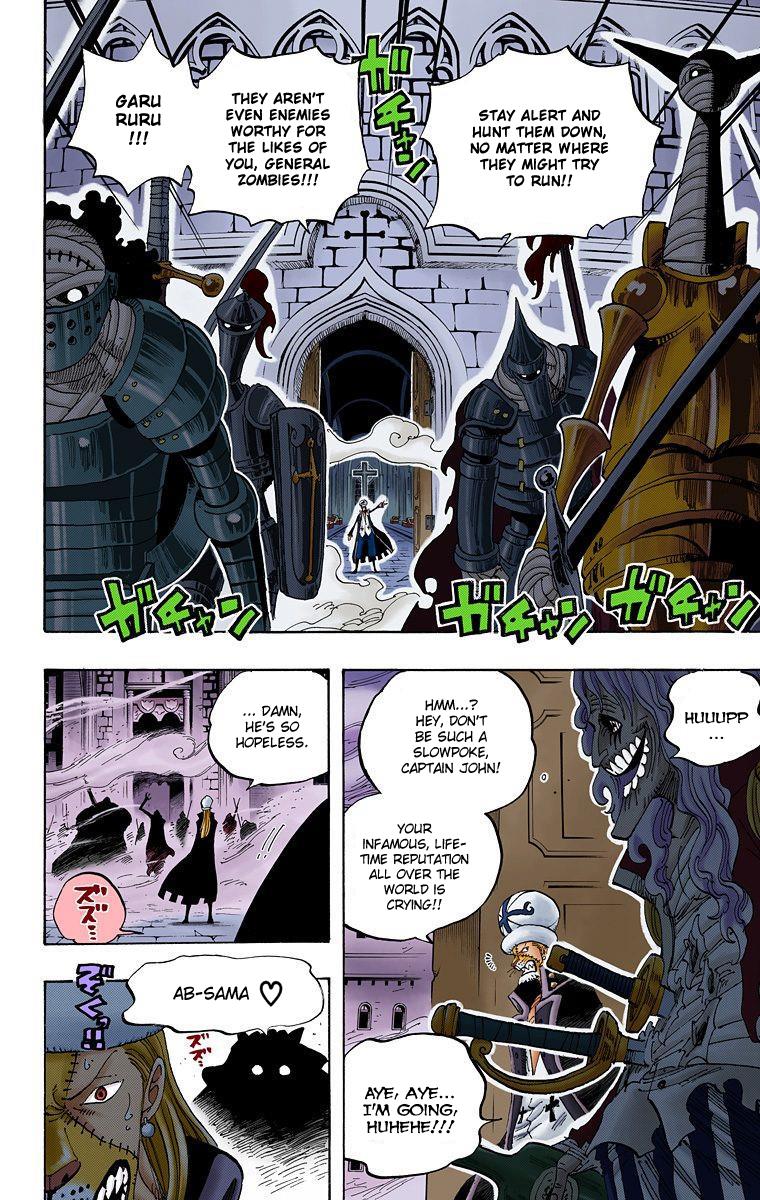 STAY ALERT AND
HUNT THEM DOWN,
NO MATTER WHERE
THEY MIGHT TRY
TO RUN!!
ガチャン
THEY AREN'T
EVEN ENEMIES
WORTHY FOR
THE LIKES OF
YOU, GENERAL
ZOMBIES!!!
GARU
RURU
!!!
ガチャン
ガチャン
ガチャン
HUUUPP
...
HMM...?
HEY, DON'T
BE SUCH A
SLOWPOKE,
CAPTAIN JOHN!
YOUR
INFAMOUS, LIFE-
TIME REPUTATION
ALL OVER THE
WORLD IS
CRYING!!
AYE, AYE...
I'M GOING,
HUHEHE!!!
... DAMN,
HE'S SO
HOPELESS.
ズズ...
AB-SAMA ♡
ズズ